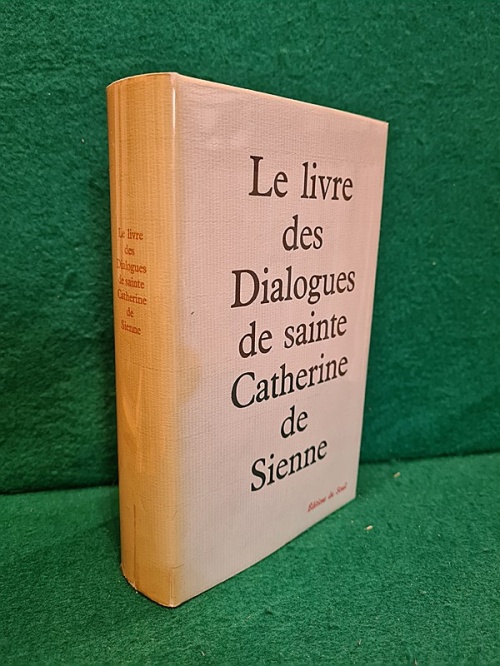 Le livre
des
Dialogues
de sainte
Catherine
de
Sienne
Le livre
des
Dialogues
de sainte
Catherine
de
Sienne
Editions du Seuil